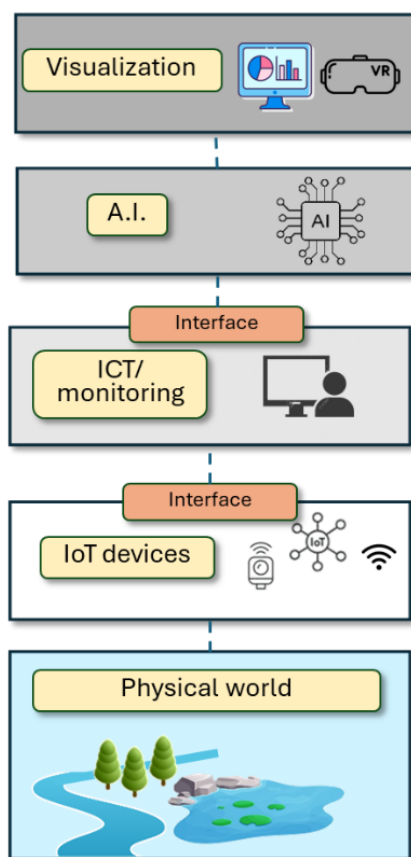 Visualization
VR
A.I.
AI
Interface
ICT/
monitoring
Interface
IoT devices
IoT
Physical world